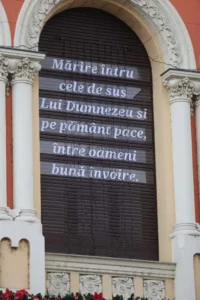 Mărire întru
cele de sus
Lui Dumnezeu și
pe pământ pace,
între oameni
bună învoire.